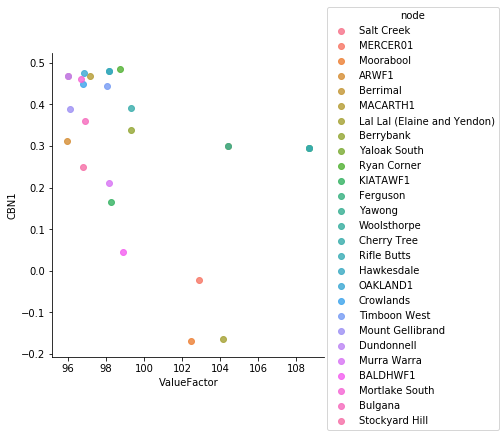 node
Salt Creek
MERCER01
Moorabool
ARWF1
Berrimal
MACARTH1
Lal Lal (Elaine and Yendon)
Berrybank
Yaloak South
Ryan Corner
KIATAWF1
Ferguson
Yawong
Woolsthorpe
Cherry Tree
Rifle Butts
Hawkesdale
OAKLAND1
Crowlands
Timboon West
Mount Gellibrand
Dundonnell
Murra Warra
BALDHWF1
Mortlake South
Bulgana
Stockyard Hill
0.5
0.4
0.3
0.2
0.1
0.0
−0.1
−0.2
CBN1
96 98 100 102 104 106 108
ValueFactor